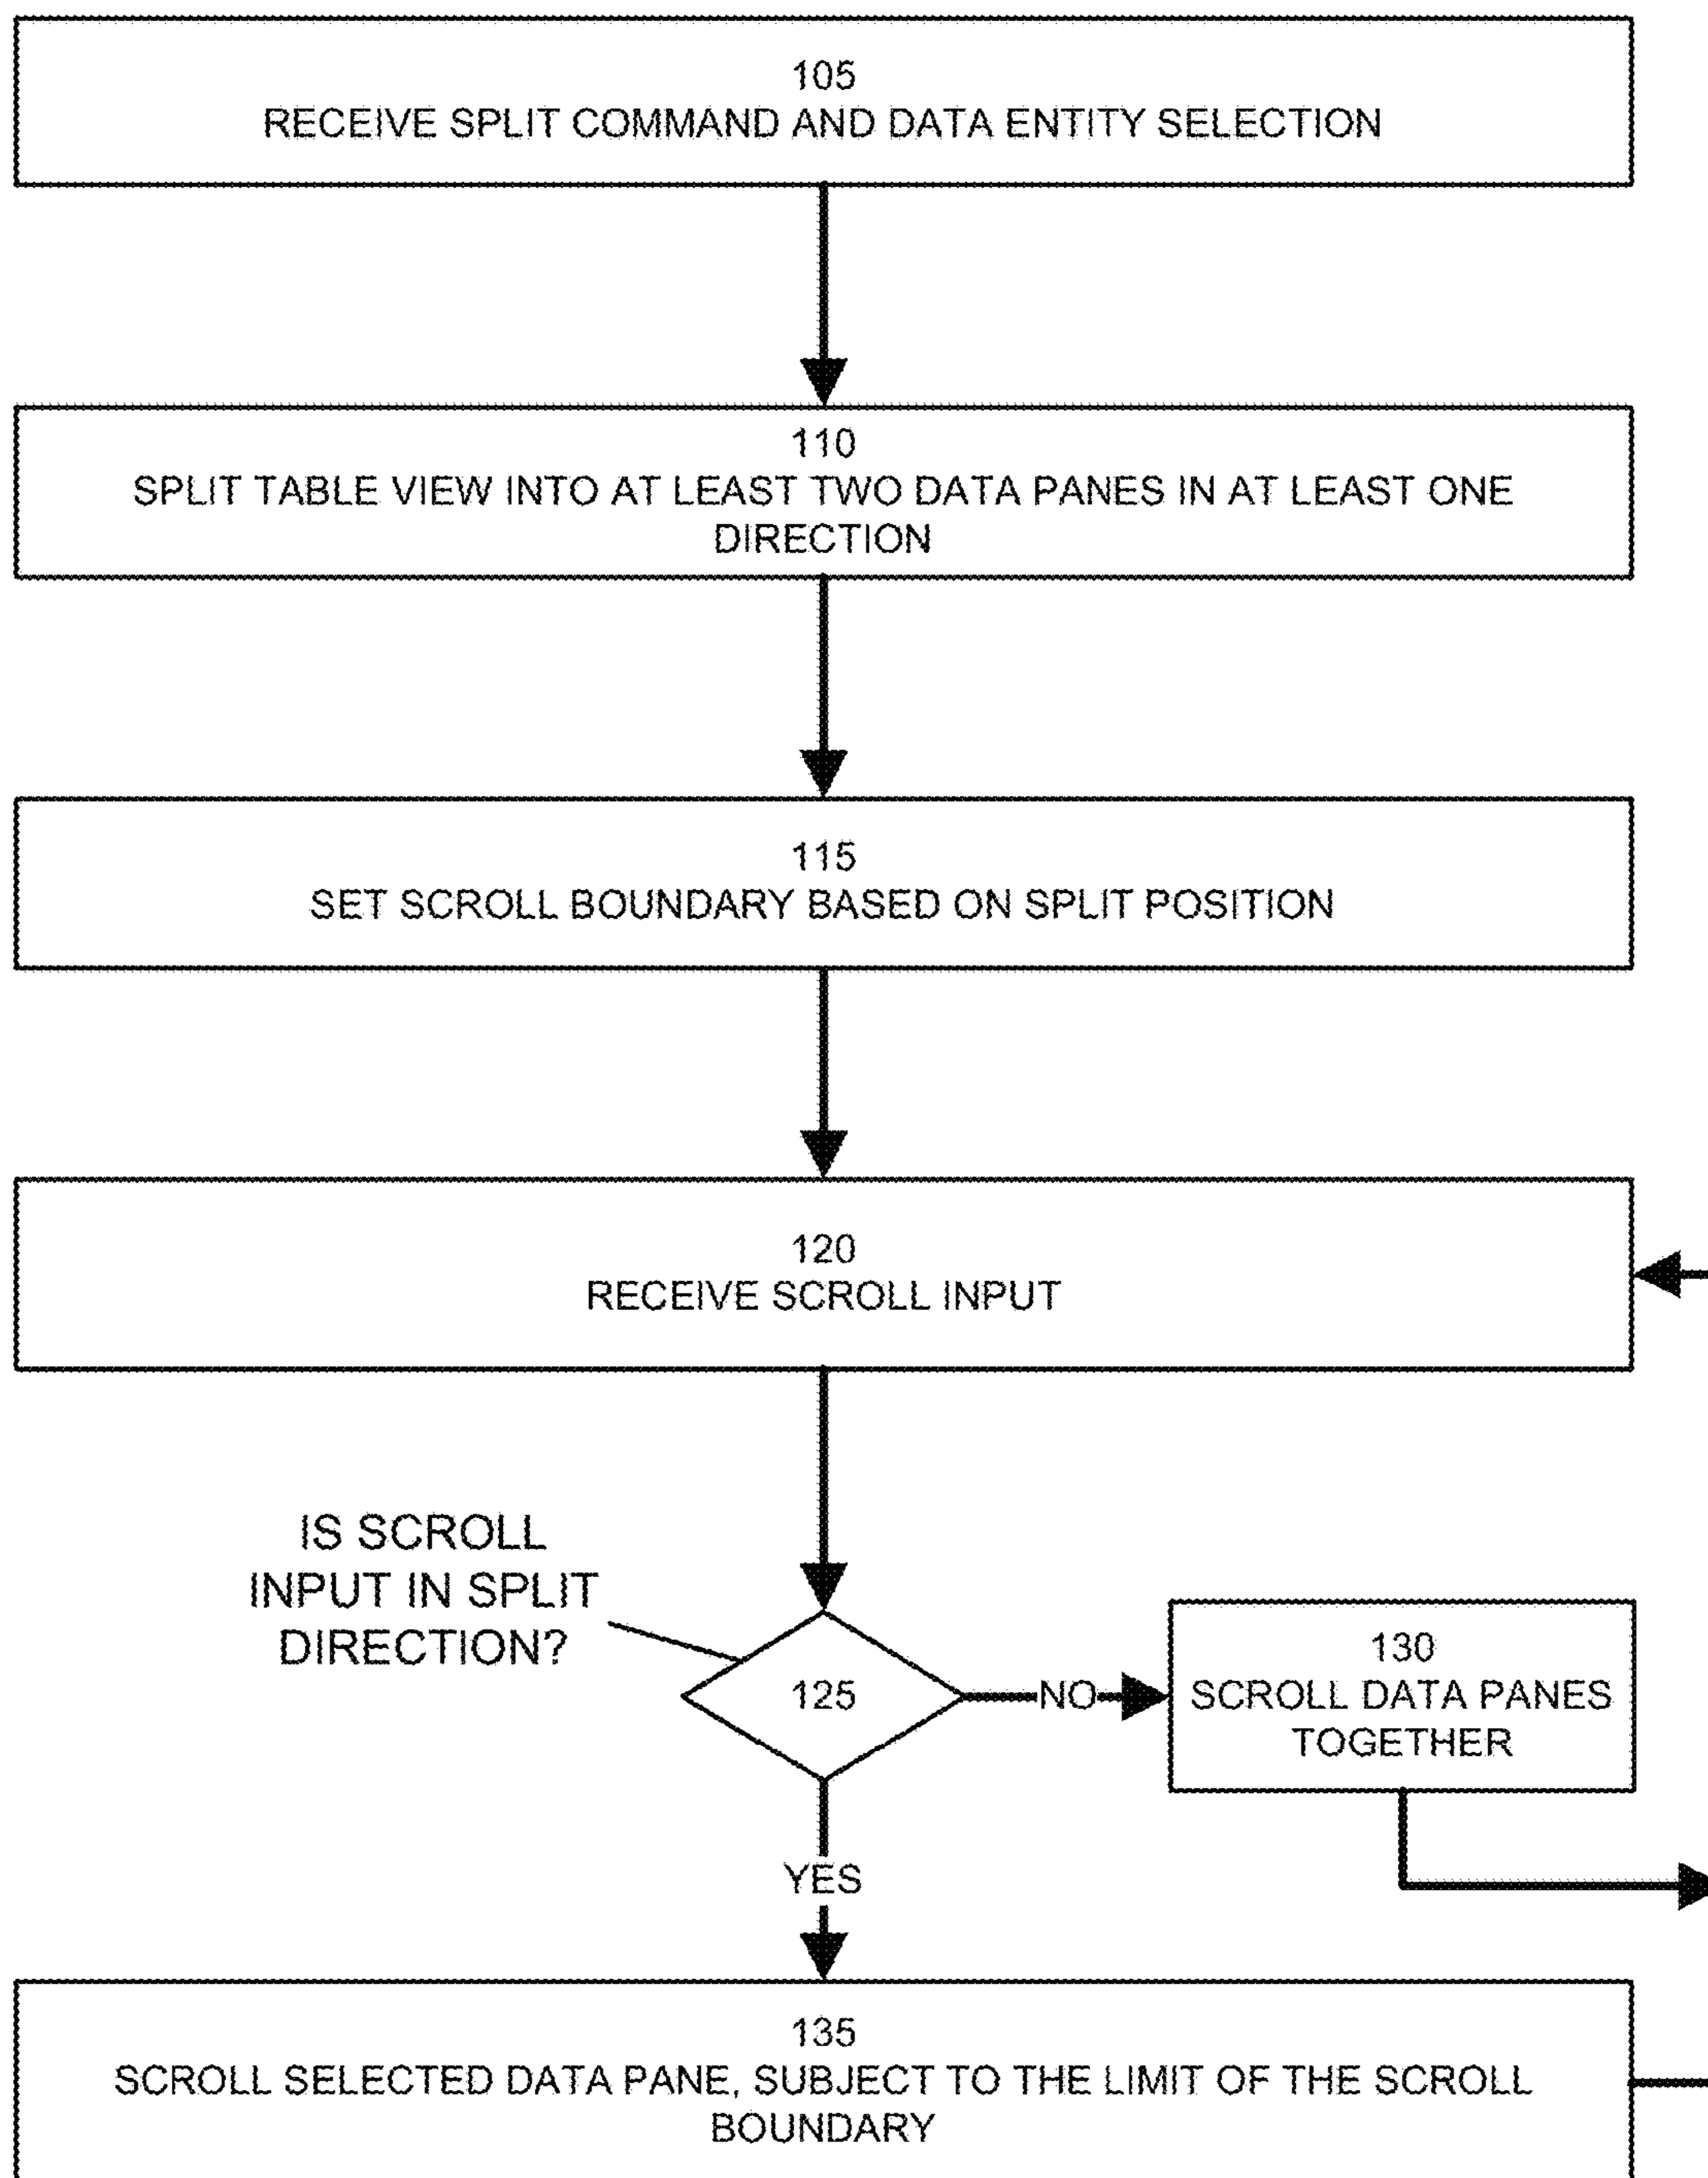 105
RECEIVE SPLIT COMMAND AND DATA ENTITY SELECTION
110
SPLIT TABLE VIEW INTO AT LEAST TWO DATA PANES IN AT LEAST ONE
DIRECTION
115
SET SCROLL BOUNDARY BASED ON SPLIT POSITION
120
RECEIVE SCROLL INPUT
IS SCROLL
INPUT IN SPLIT
DIRECTION?
125
NO
130
SCROLL DATA PANES
TOGETHER
YES
135
SCROLL SELECTED DATA PANE, SUBJECT TO THE LIMIT OF THE SCROLL
BOUNDARY